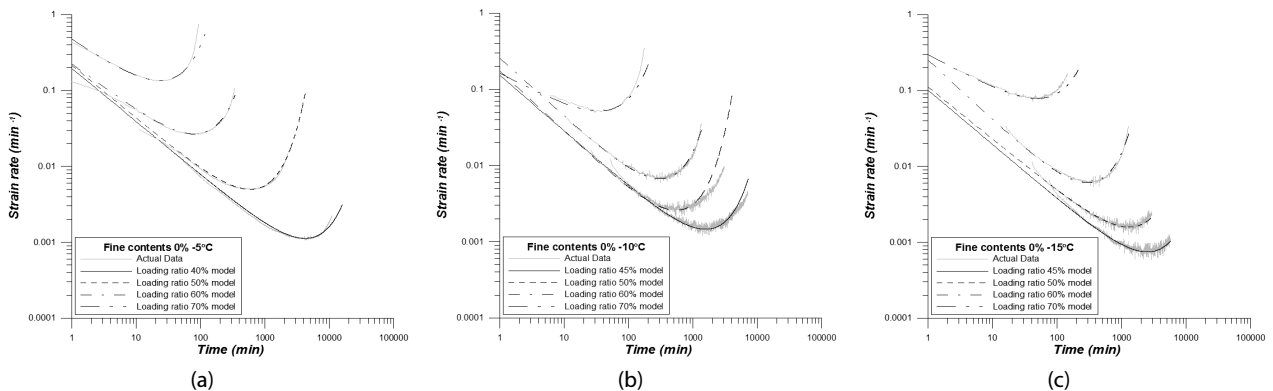 1
0.1
0.01
0.001
0.0001
Strain rate (min -1)
Fine contents 0% -5°C
Actual Data
Loading ratio 40% model
Loading ratio 50% model
Loading ratio 60% model
Loading ratio 70% model
1 10 100 1000 10000 100000
Time (min)
(a)
1
0.1
0.01
0.001
0.0001
Strain rate (min -1)
Fine contents 0% -10°C
Actual Data
Loading ratio 45% model
Loading ratio 50% model
Loading ratio 60% model
Loading ratio 70% model
1 10 100 1000 10000 100000
Time (min)
(b)
1
0.1
0.01
0.001
0.0001
Strain rate (min -1)
Fine contents 0% -15°C
Actual Data
Loading ratio 45% model
Loading ratio 50% model
Loading ratio 60% model
Loading ratio 70% model
1 10 100 1000 10000 100000
Time (min)
(c)